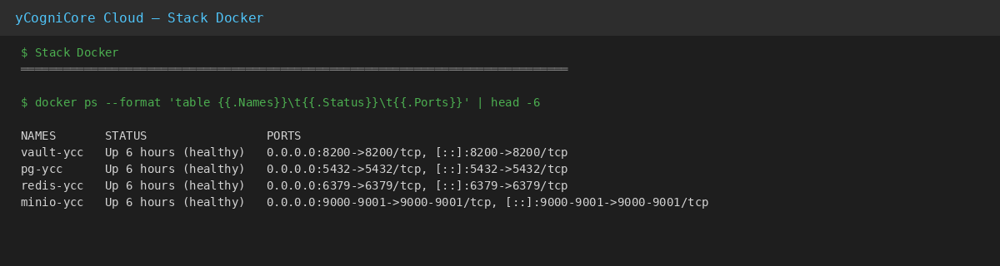 yCogniCore Cloud — Stack Docker
$ Stack Docker
══════════════════════════════════════════════════════════════════════════════
$ docker ps --format 'table {{.Names}}\t{{.Status}}\t{{.Ports}}' | head -6
NAMES       STATUS                 PORTS
vault-ycc   Up 6 hours (healthy)   0.0.0.0:8200->8200/tcp, [::]:8200->8200/tcp
pg-ycc      Up 6 hours (healthy)   0.0.0.0:5432->5432/tcp, [::]:5432->5432/tcp
redis-ycc   Up 6 hours (healthy)   0.0.0.0:6379->6379/tcp, [::]:6379->6379/tcp
minio-ycc   Up 6 hours (healthy)   0.0.0.0:9000-9001->9000-9001/tcp, [::]:9000-9001->9000-9001/tcp